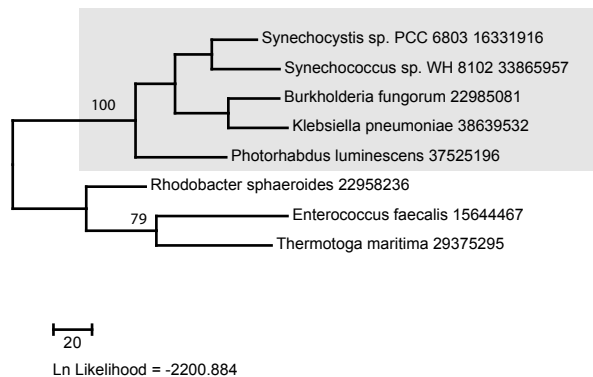 Synechocystis sp. PCC 6803 16331916
Synechococcus sp. WH 8102 33865957
Burkholderia fungorum 22985081
100
Klebsiella pneumoniae 38639532
Photorhabdus luminescens 37525196
Rhodobacter sphaeroides 22958236
79
Enterococcus faecalis 15644467
Thermotoga maritima 29375295
20
Ln Likelihood = -2200.884